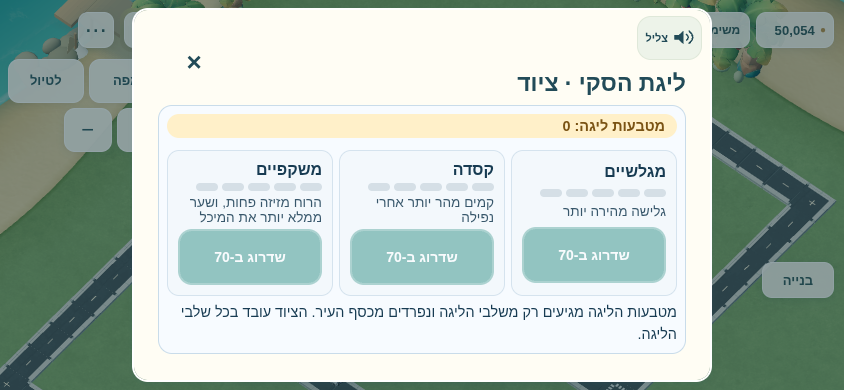 50,054
משימ
צליל
...
לטיול
מפה
–
בנייה
ליגת הסקי · ציוד
×
מטבעות ליגה: 0
מגלשיים
גלישה מהירה יותר
שדרוג ב-70
קסדה
קמים מהר יותר אחרי
נפילה
שדרוג ב-70
משקפיים
הרוח מזיזה פחות, ושער
ממלא יותר את המיכל
שדרוג ב-70
מטבעות הליגה מגיעים רק משלבי הליגה ונפרדים מכסף העיר. הציוד עובד בכל שלבי
הליגה.